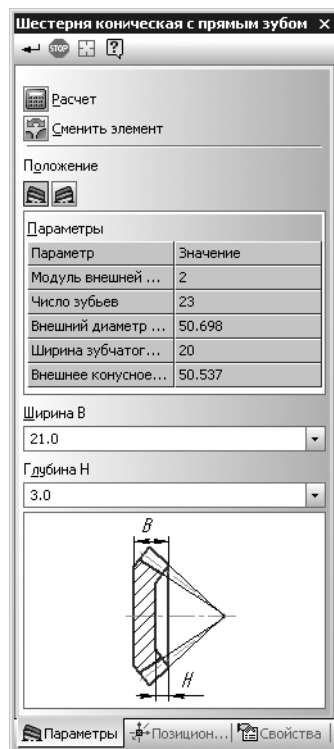 Шестерня коническая с прямым зубом
STOP
Расчет
Сменить элемент
Положение
Параметры
Параметр Значение
Модуль внешней ... 2
Число зубьев 23
Внешний диаметр ... 50.698
Ширина зубчатог... 20
Внешнее конусное... 50.537
Ширина B
21.0
Глубина H
3.0
B
H
Параметры Позицион... Свойства